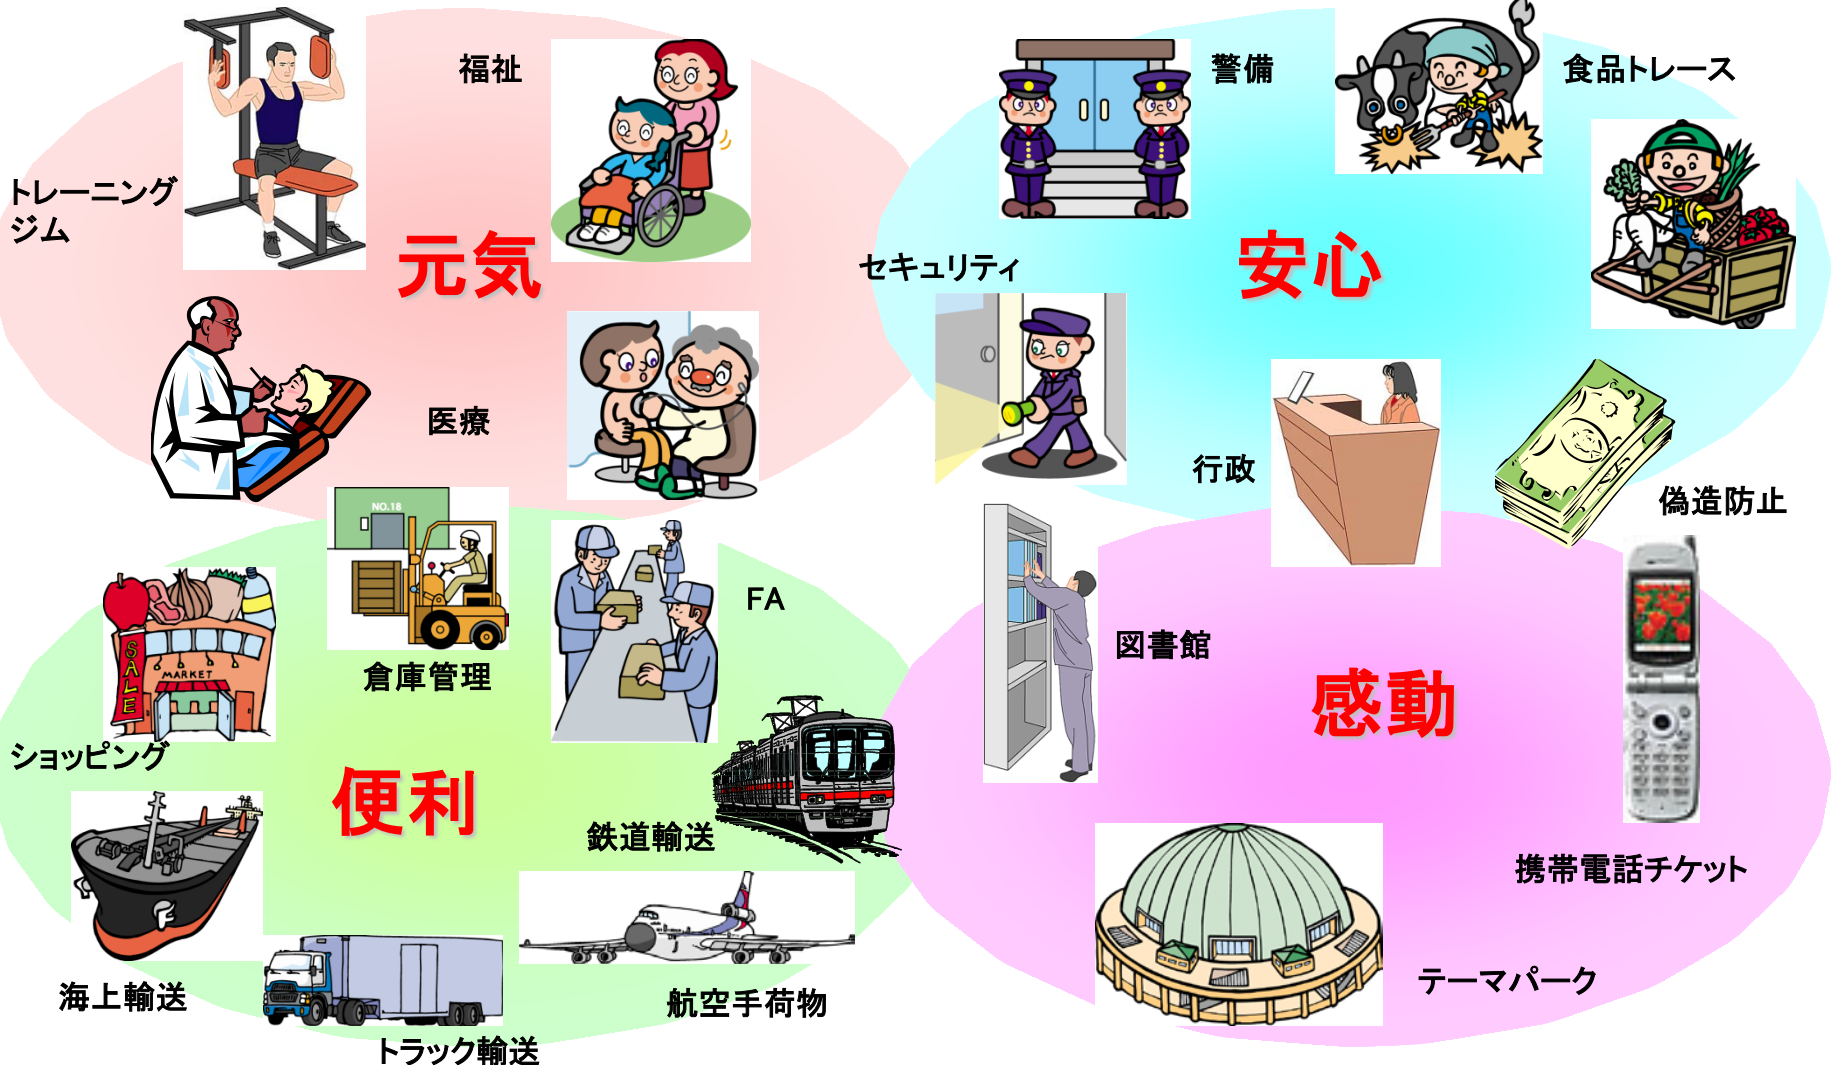 福祉
トレーニング
ジム
元気
医療
警備
食品トレース
セキュリティ
安心
行政
偽造防止
NO.18
倉庫管理
FA
SALE
MARKET
ショッピング
便利
鉄道輸送
海上輸送
トラック輸送
航空手荷物
図書館
感動
携帯電話チケット
テーマパーク